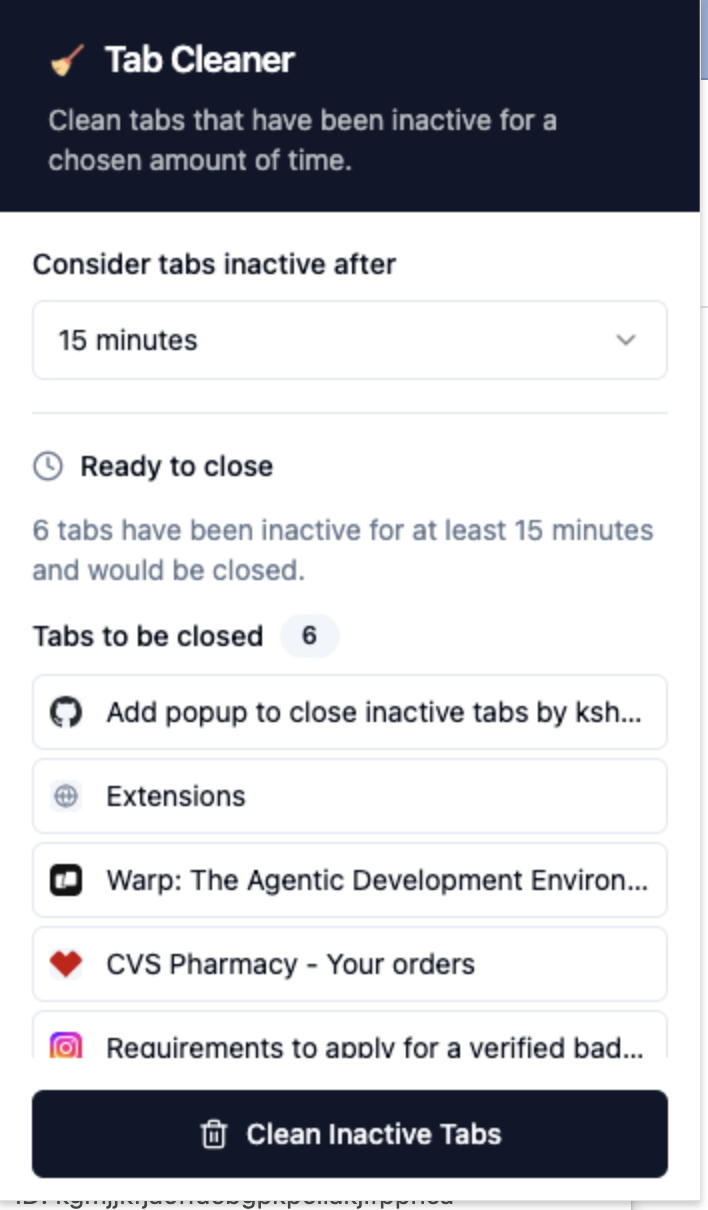 Tab Cleaner
Clean tabs that have been inactive for a
chosen amount of time.
Consider tabs inactive after
15 minutes
Ready to close
6 tabs have been inactive for at least 15 minutes
and would be closed.
Tabs to be closed 6
Add popup to close inactive tabs by ksh...
Extensions
Warp: The Agentic Development Environ...
CVS Pharmacy - Your orders
Requirements to apply for a verified bad...
Clean Inactive Tabs